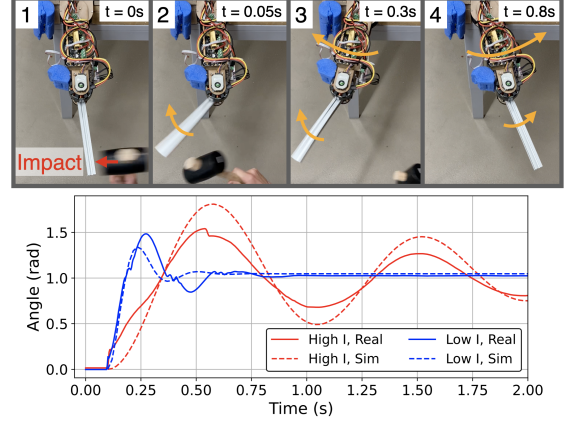 1 t = 0s
2 t = 0.05s
3 t = 0.3s
4 t = 0.8s
Impact
Angle (rad)
1.5
1.0
0.5
0.0
High I, Real
High I, Sim
Low I, Real
Low I, Sim
0.00 0.25 0.50 0.75 1.00 1.25 1.50 1.75 2.00
Time (s)